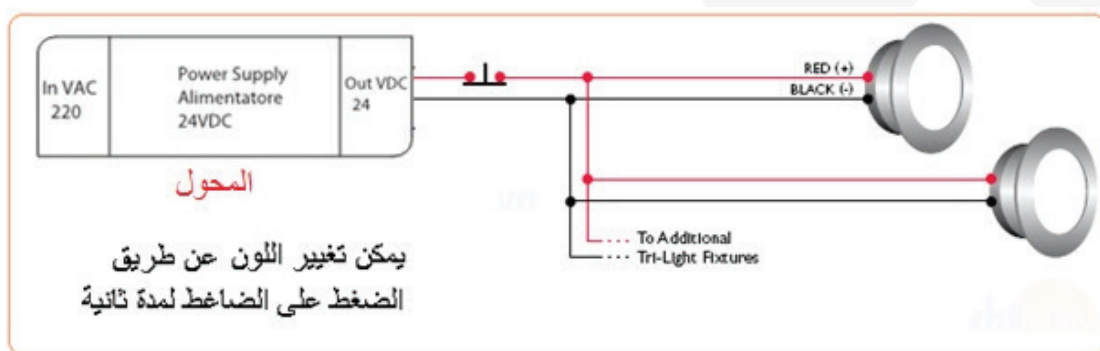 In VAC
220
Power Supply
Alimentatore
24VDC
Out VDC
24
RED (+)
BLACK (-)
المحول
To Additional
Tri-Light Fixtures
يمكن تغيير اللون عن طريق
الضغط على الضاغط لمدة ثانية